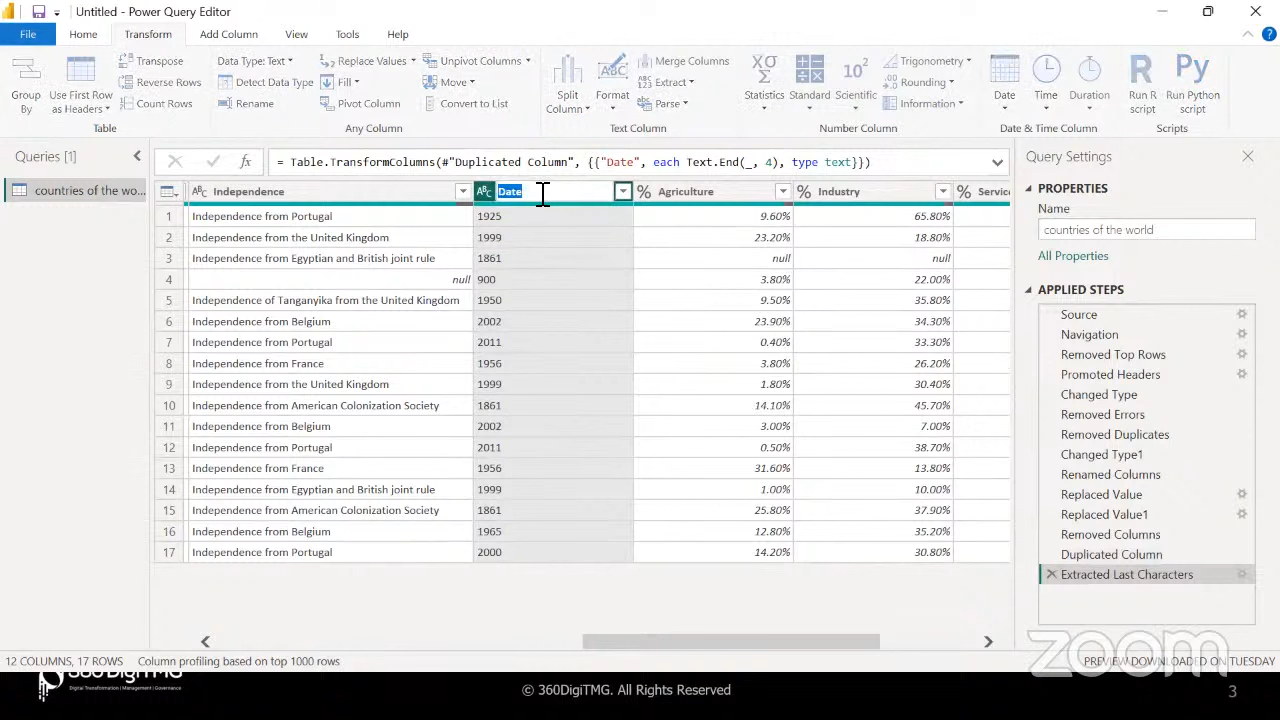 Untitled - Power Query Editor
File Home Transform Add Column View Tools Help
Group By
Use First Row as Headers
Transpose
Reverse Rows
Count Rows
Table
Data Type: Text
Detect Data Type
Rename
Replace Values
Fill
Pivot Column
Unpivot Columns
Move
Convert to List
Any Column
Split Column
Format
ABC
Merge Columns
Extract
Parse
Text Column
Statistics
Standard
Scientific
10²
Trigonometry
Rounding
Information
Number Column
Date
Time
Duration
Date & Time Column
R
Run R script
Py
Run Python script
Scripts
Queries [1]
countries of the wo...
= Table.TransformColumns(#"Duplicated Column", {{"Date", each Text.End(_, 4), type text}})
Independence Date % Agriculture % Industry % Service
1 Independence from Portugal 1925 9.60% 65.80%
2 Independence from the United Kingdom 1999 23.20% 18.80%
3 Independence from Egyptian and British joint rule 1861 null null
4 null 900 3.80% 22.00%
5 Independence of Tanganyika from the United Kingdom 1950 9.50% 35.80%
6 Independence from Belgium 2002 23.90% 34.30%
7 Independence from Portugal 2011 0.40% 33.30%
8 Independence from France 1956 3.80% 26.20%
9 Independence from the United Kingdom 1999 1.80% 30.40%
10 Independence from American Colonization Society 1861 14.10% 45.70%
11 Independence from Belgium 2002 3.00% 7.00%
12 Independence from Portugal 2011 0.50% 38.70%
13 Independence from France 1956 31.60% 13.80%
14 Independence from Egyptian and British joint rule 1999 1.00% 10.00%
15 Independence from American Colonization Society 1861 25.80% 37.90%
16 Independence from Belgium 1965 12.80% 35.20%
17 Independence from Portugal 2000 14.20% 30.80%
Query Settings
PROPERTIES
Name
countries of the world
All Properties
APPLIED STEPS
Source
Navigation
Removed Top Rows
Promoted Headers
Changed Type
Removed Errors
Removed Duplicates
Changed Type1
Renamed Columns
Replaced Value
Replaced Value1
Removed Columns
Duplicated Column
Extracted Last Characters
zoom
12 COLUMNS, 17 ROWS Column profiling based on top 1000 rows PREVIEW DOWNLOADED ON TUESDAY
360DigiTMG
Digital Transformation | Management | Governance
© 360DigiTMG. All Rights Reserved
3